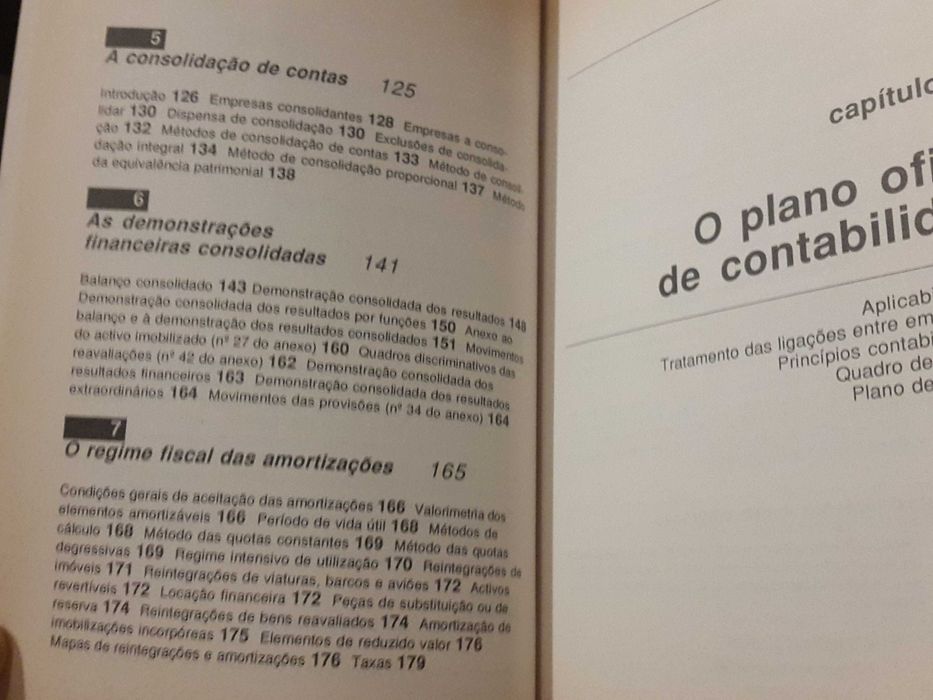 5
A consolidação de contas 125
Introdução 126 Empresas consolidantes 128 Empresas a conso-
lidar 130 Dispensa de consolidação 130 Exclusões de consolida-
ção 132 Métodos de consolidação de contas 133 Método de consoli-
dação integral 134 Método de consolidação proporcional 137 Método
da equivalência patrimonial 138
6
As demonstrações
financeiras consolidadas 141
Balanço consolidado 143 Demonstração consolidada dos resultados 148
Demonstração consolidada dos resultados por funções 150 Anexo ao
balanço e à demonstração dos resultados consolidados 151 Movimentos
do activo imobilizado (nº 27 do anexo) 160 Quadros discriminativos das
reavaliações (nº 42 do anexo) 162 Demonstração consolidada dos
resultados financeiros 163 Demonstração consolidada dos resultados
extraordinários 164 Movimentos das provisões (nº 34 do anexo) 164
7
O regime fiscal das amortizações 165
Condições gerais de aceitação das amortizações 166 Valorimetria dos
elementos amortizáveis 166 Período de vida útil 168 Métodos de
cálculo 168 Método das quotas constantes 169 Método das quotas
degressivas 169 Regime intensivo de utilização 170 Reintegrações de
imóveis 171 Reintegrações de viaturas, barcos e aviões 172 Activos
revertíveis 172 Locação financeira 172 Peças de substituição ou de
reserva 174 Reintegrações de bens reavaliados 174 Amortização de
imobilizações incorpóreas 175 Elementos de reduzido valor 176
Mapas de reintegrações e amortizações 176 Taxas 179
capítulo
O plano ofi
de contabilid
Aplicabi
Tratamento das ligações entre em
Princípios contabi
Quadro de
Plano de